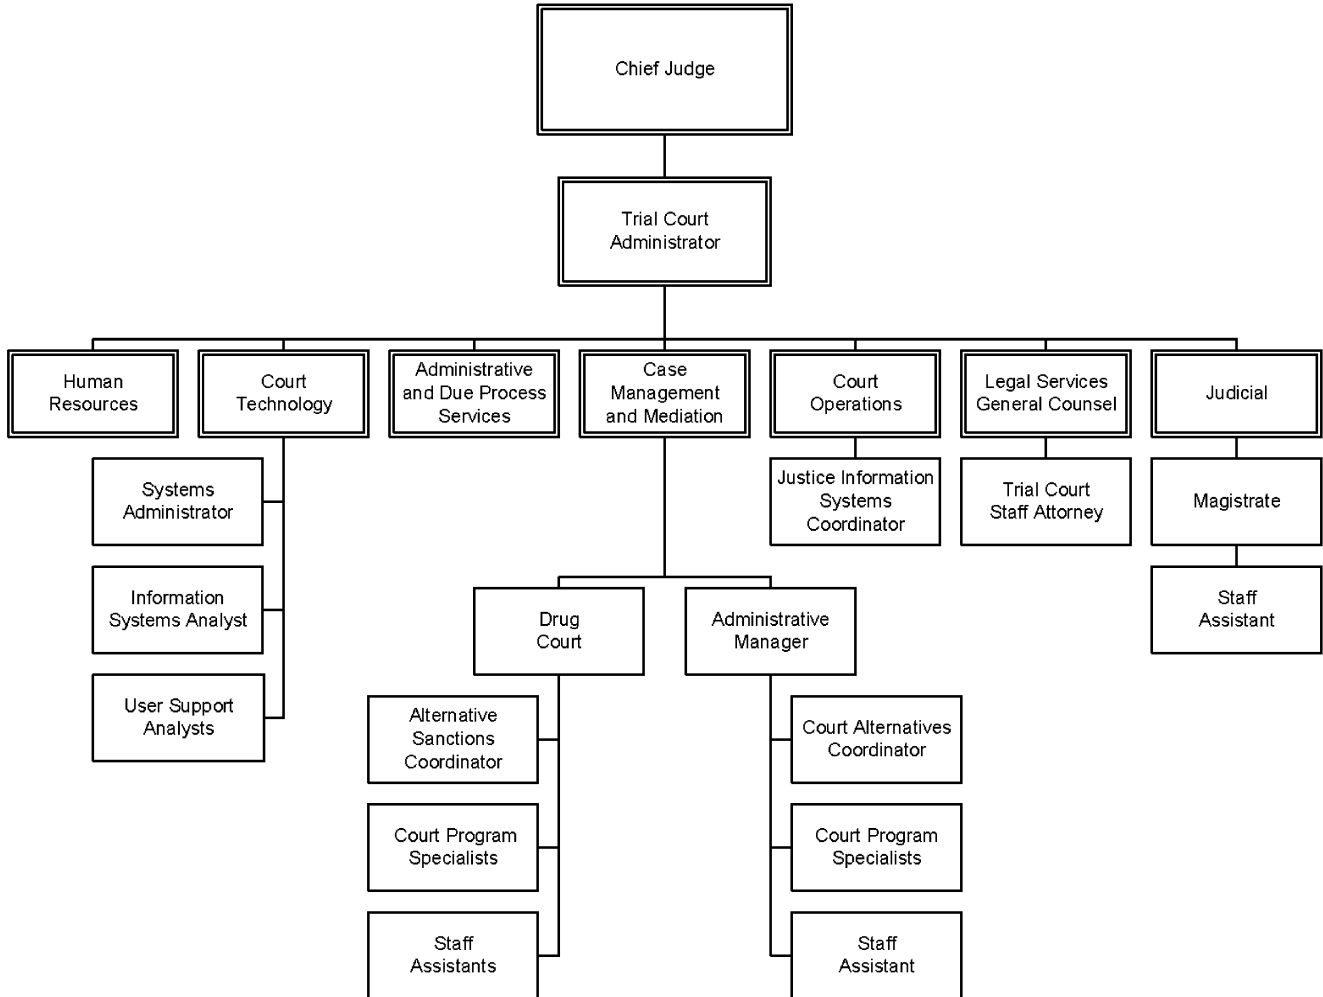 Chief Judge
Trial Court
Administrator
Human
Resources
Court
Technology
Administrative
and Due Process
Services
Case
Management
and Mediation
Court
Operations
Legal Services
General Counsel
Judicial
Systems
Administrator
Information
Systems Analyst
User Support
Analysts
Justice Information
Systems
Coordinator
Trial Court
Staff Attorney
Magistrate
Staff
Assistant
Drug
Court
Administrative
Manager
Alternative
Sanctions
Coordinator
Court Program
Specialists
Staff
Assistants
Court Alternatives
Coordinator
Court Program
Specialists
Staff
Assistant